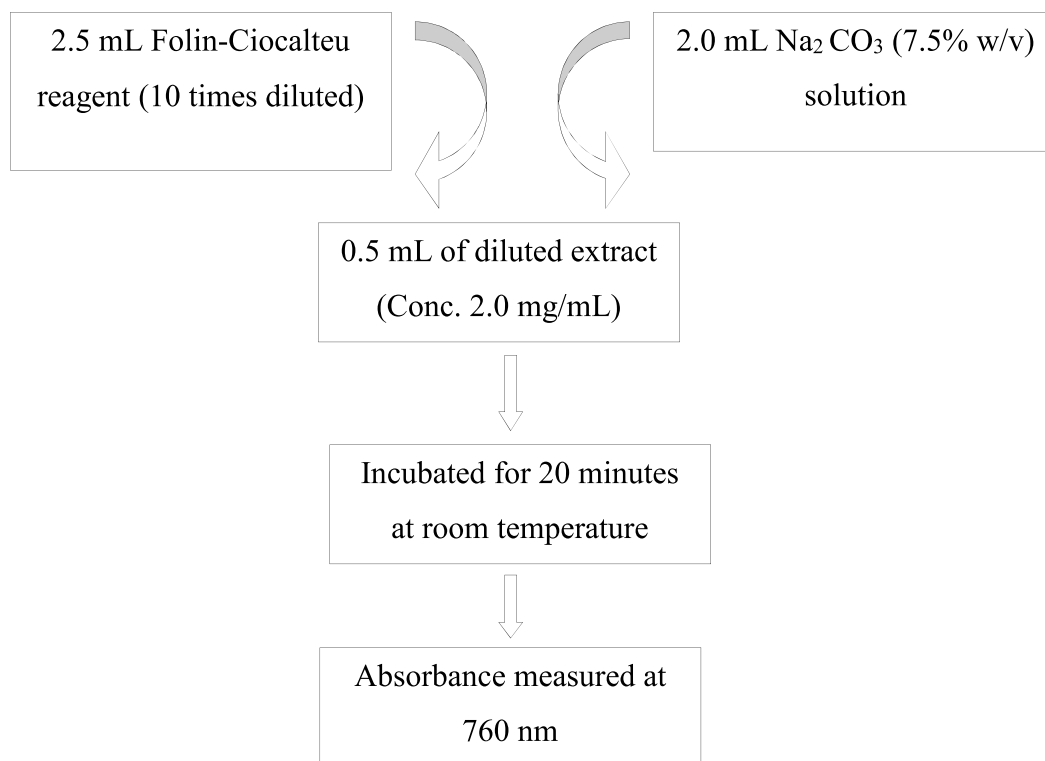 2.5 mL Folin-Ciocalteu
reagent (10 times diluted)
2.0 mL Na₂ CO₃ (7.5% w/v)
solution
0.5 mL of diluted extract
(Conc. 2.0 mg/mL)
Incubated for 20 minutes
at room temperature
Absorbance measured at
760 nm